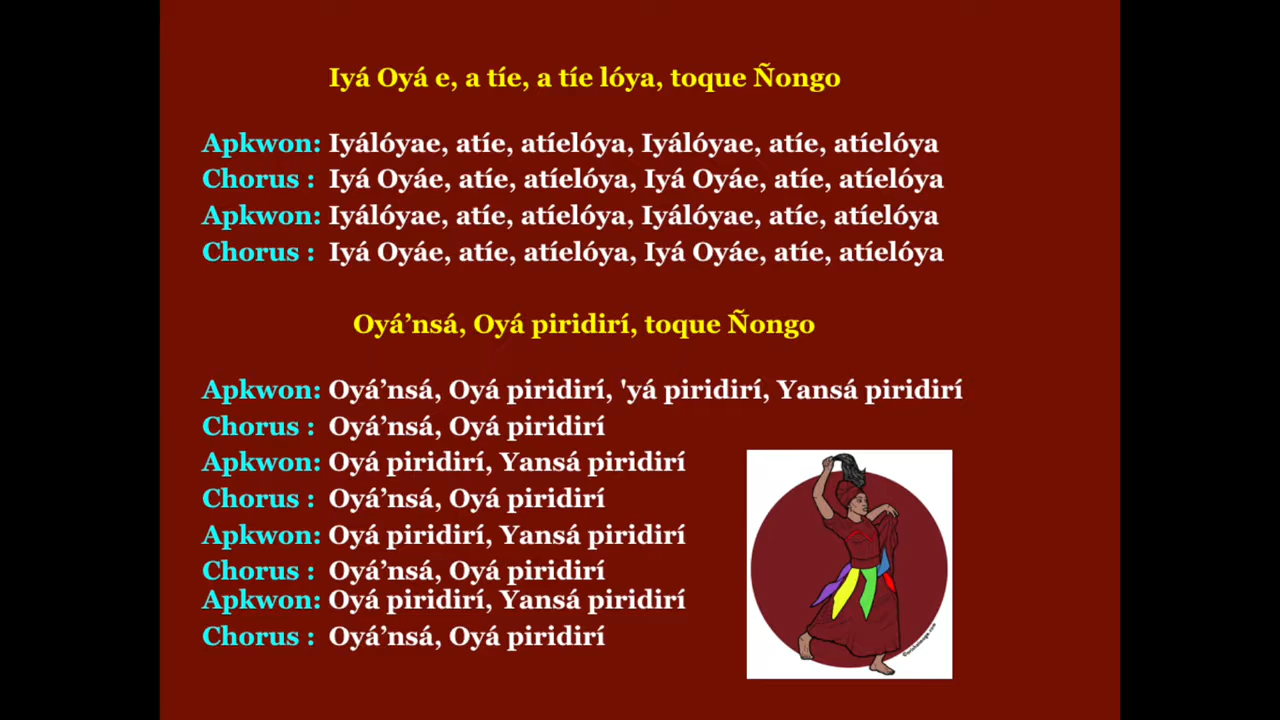 Iyá Oyá e, a tíe, a tíe lóya, toque Ñongo
Apkwon: Iyálóyae, atíe, atíelóya, Iyálóyae, atíe, atíelóya
Chorus : Iyá Oyáe, atíe, atíelóya, Iyá Oyáe, atíe, atíelóya
Apkwon: Iyálóyae, atíe, atíelóya, Iyálóyae, atíe, atíelóya
Chorus : Iyá Oyáe, atíe, atíelóya, Iyá Oyáe, atíe, atíelóya
Oyá’nsá, Oyá piridirí, toque Ñongo
Apkwon: Oyá’nsá, Oyá piridirí, 'yá piridirí, Yansá piridirí
Chorus : Oyá’nsá, Oyá piridirí
Apkwon: Oyá piridirí, Yansá piridirí
Chorus : Oyá’nsá, Oyá piridirí
Apkwon: Oyá piridirí, Yansá piridirí
Chorus : Oyá’nsá, Oyá piridirí
Apkwon: Oyá piridirí, Yansá piridirí
Chorus : Oyá’nsá, Oyá piridirí